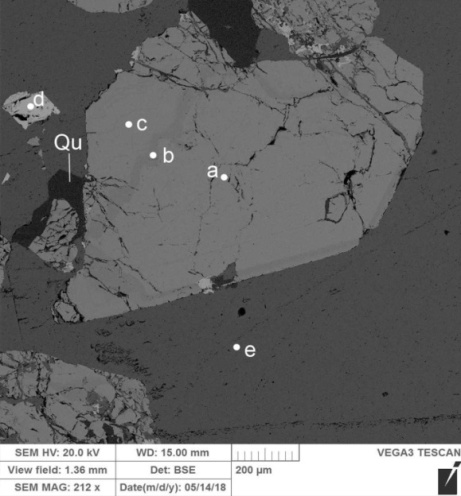 d
c
Qu
b
a
e
SEM HV: 20.0 kV
WD: 15.00 mm
VEGA3 TESCAN
View field: 1.36 mm
Det: BSE
200 µm
SEM MAG: 212 x
Date(m/d/y): 05/14/18